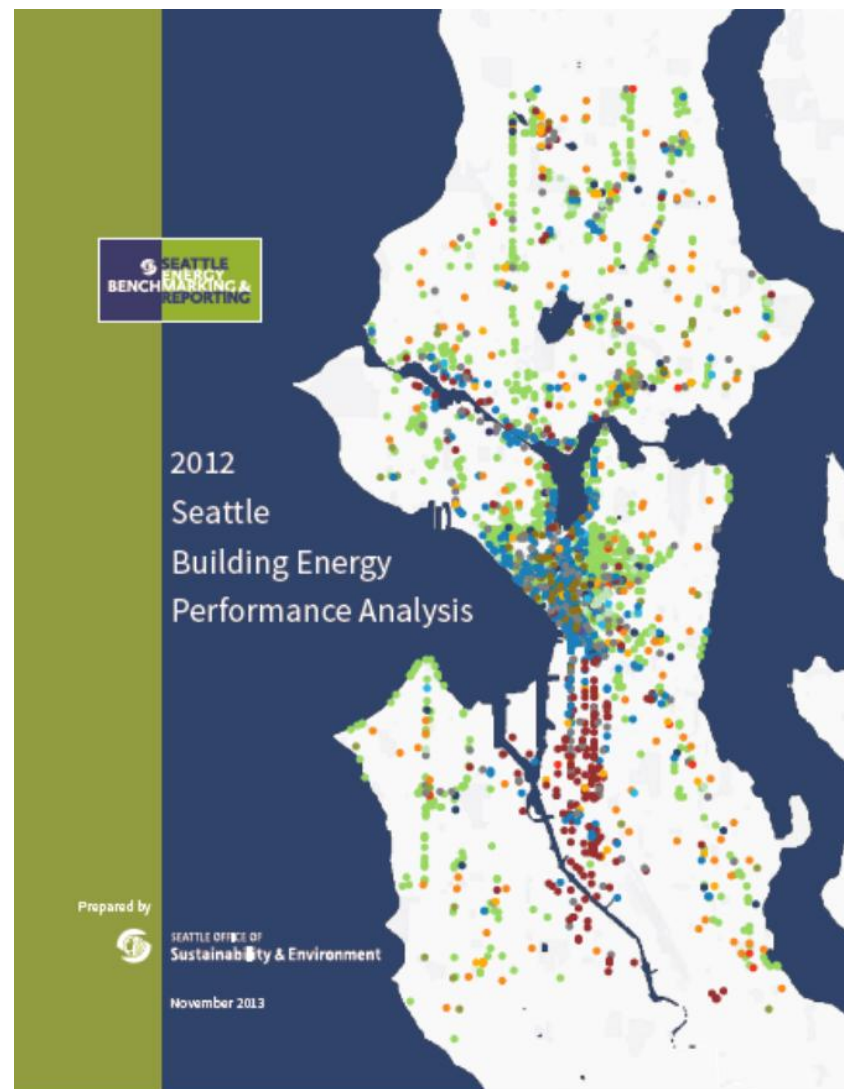 SEATTLE
ENERGY
BENCHMARKING &
REPORTING
2012
Seattle
Building Energy
Performance Analysis
Prepared by
SEATTLE OFFICE OF
Sustainability & Environment
November 2013